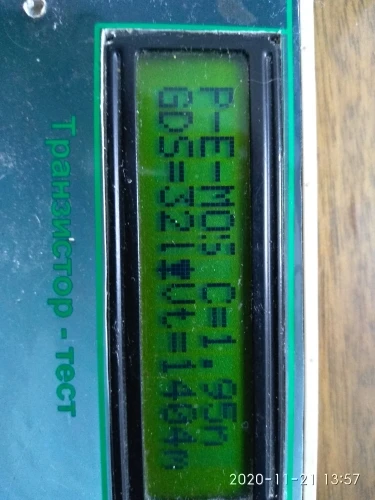 P-E-MOS C=1.95n
GDS=321 Vt=1404m
Транзистор - тест
2020-11-21 13:57